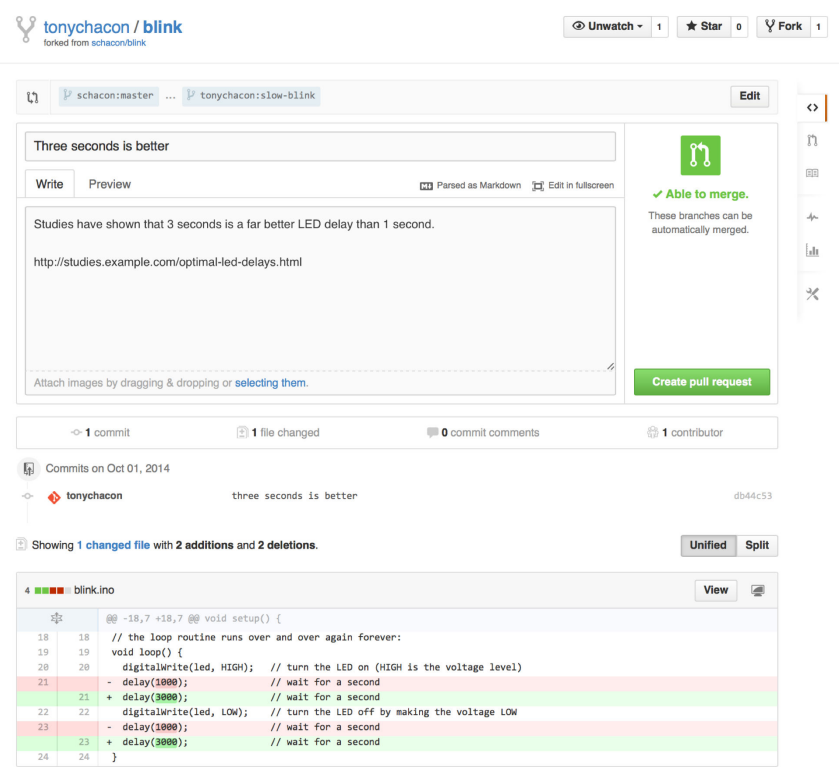 tonychacon / blink
forked from schacon/blink
Unwatch 1 Star 0 Fork 1
schacon:master ... tonychacon:slow-blink Edit
Three seconds is better
Write Preview Parsed as Markdown Edit in fullscreen
Able to merge.
These branches can be
automatically merged.
Studies have shown that 3 seconds is a far better LED delay than 1 second.
http://studies.example.com/optimal-led-delays.html
Attach images by dragging & dropping or selecting them.
Create pull request
1 commit 1 file changed 0 commit comments 1 contributor
Commits on Oct 01, 2014
tonychacon three seconds is better db44c53
Showing 1 changed file with 2 additions and 2 deletions. Unified Split
4 blink.ino View
@@ -18,7 +18,7 @@ void setup() {
18 18 // the loop routine runs over and over again forever:
19 19 void loop() {
20 20 digitalWrite(led, HIGH); // turn the LED on (HIGH is the voltage level)
21 - delay(1000); // wait for a second
21 + delay(3000); // wait for a second
22 22 digitalWrite(led, LOW); // turn the LED off by making the voltage LOW
23 - delay(1000); // wait for a second
23 + delay(3000); // wait for a second
24 24 }